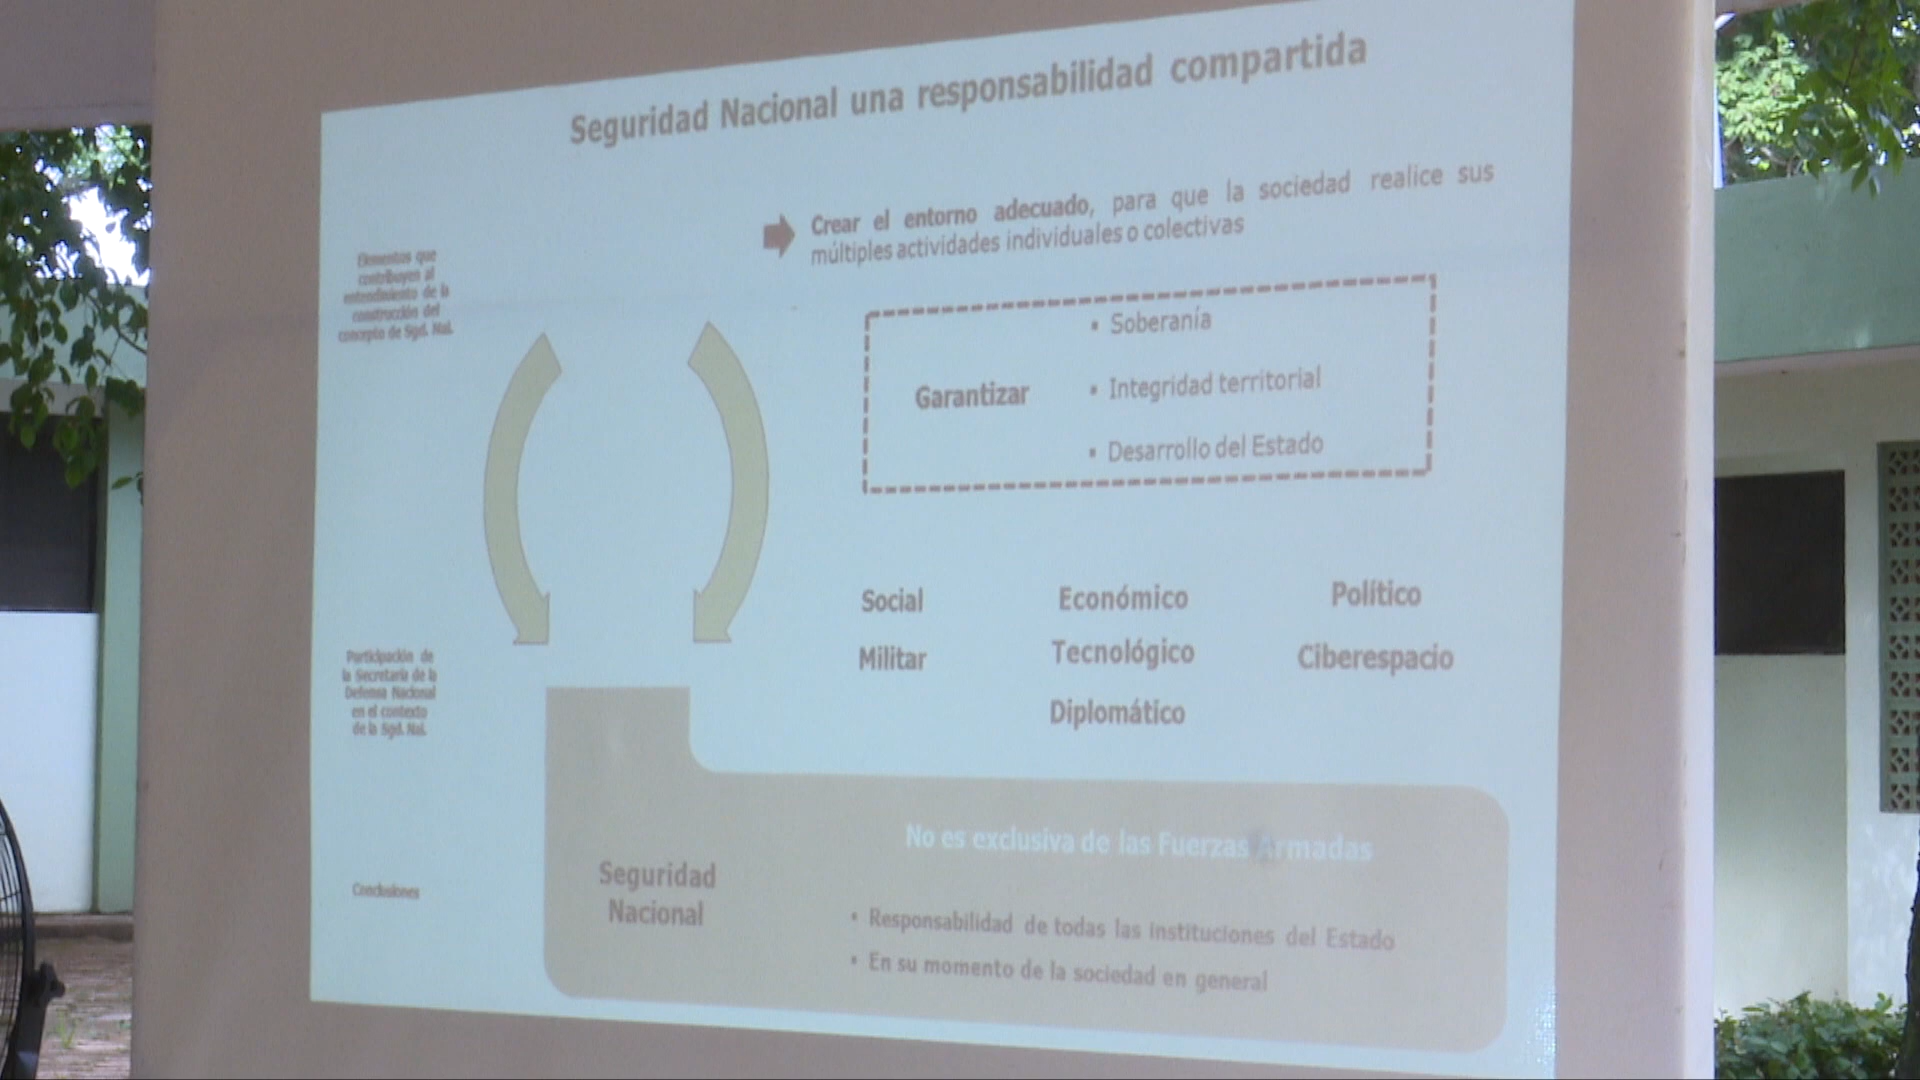 Seguridad Nacional una responsabilidad compartida
Crear el entorno adecuado, para que la sociedad realice sus
múltiples actividades individuales o colectivas
Elementos que
contribuyen al
entendimiento de la
construcción del
concepto de Sgd. Nal.
Garantizar
▪ Soberanía
▪ Integridad territorial
▪ Desarrollo del Estado
Social Económico Político
Militar Tecnológico Ciberespacio
Diplomático
Participación de
la Secretaría de la
Defensa Nacional
en el contexto
de la Sgd. Nal.
Conclusiones
Seguridad
Nacional
No es exclusiva de las Fuerzas Armadas
• Responsabilidad de todas las instituciones del Estado
• En su momento de la sociedad en general